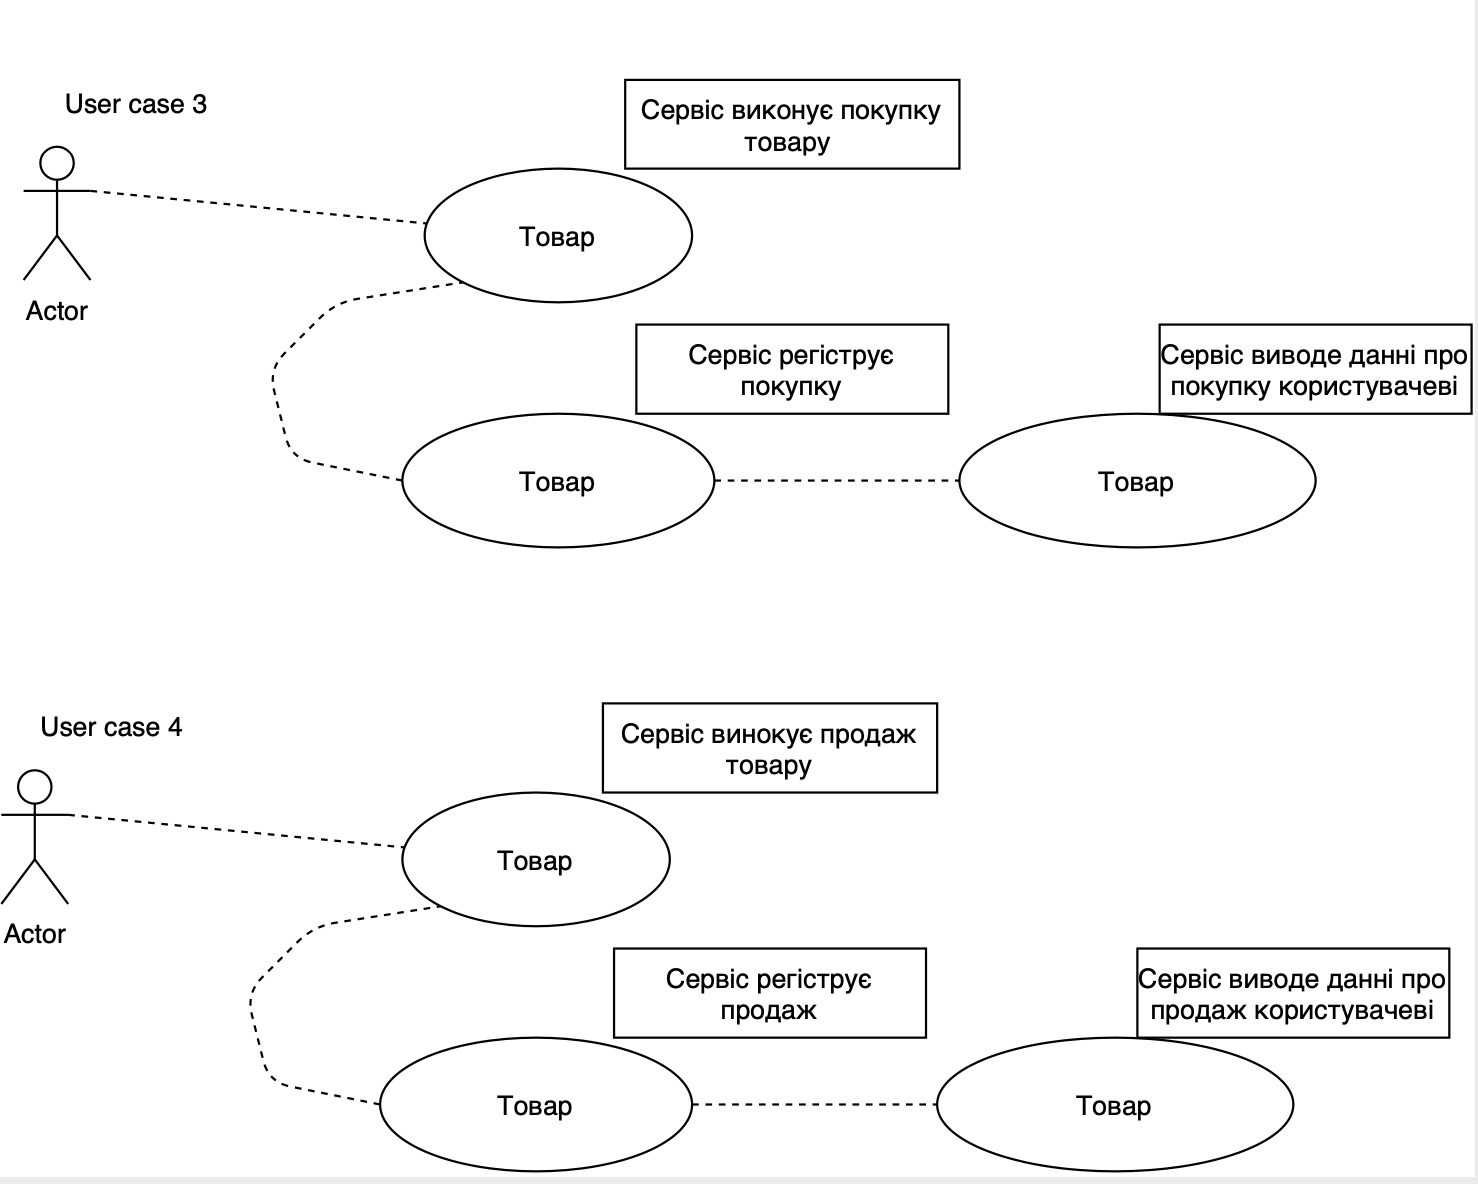 User case 3
Сервіс виконує покупку
товару
Товар
Actor
Сервіс регіструє
покупку
Сервіс виводе данні про
покупку користувачеві
Товар
Товар
User case 4
Сервіс винокує продаж
товару
Товар
Actor
Сервіс регіструє
продаж
Сервіс виводе данні про
продаж користувачеві
Товар
Товар